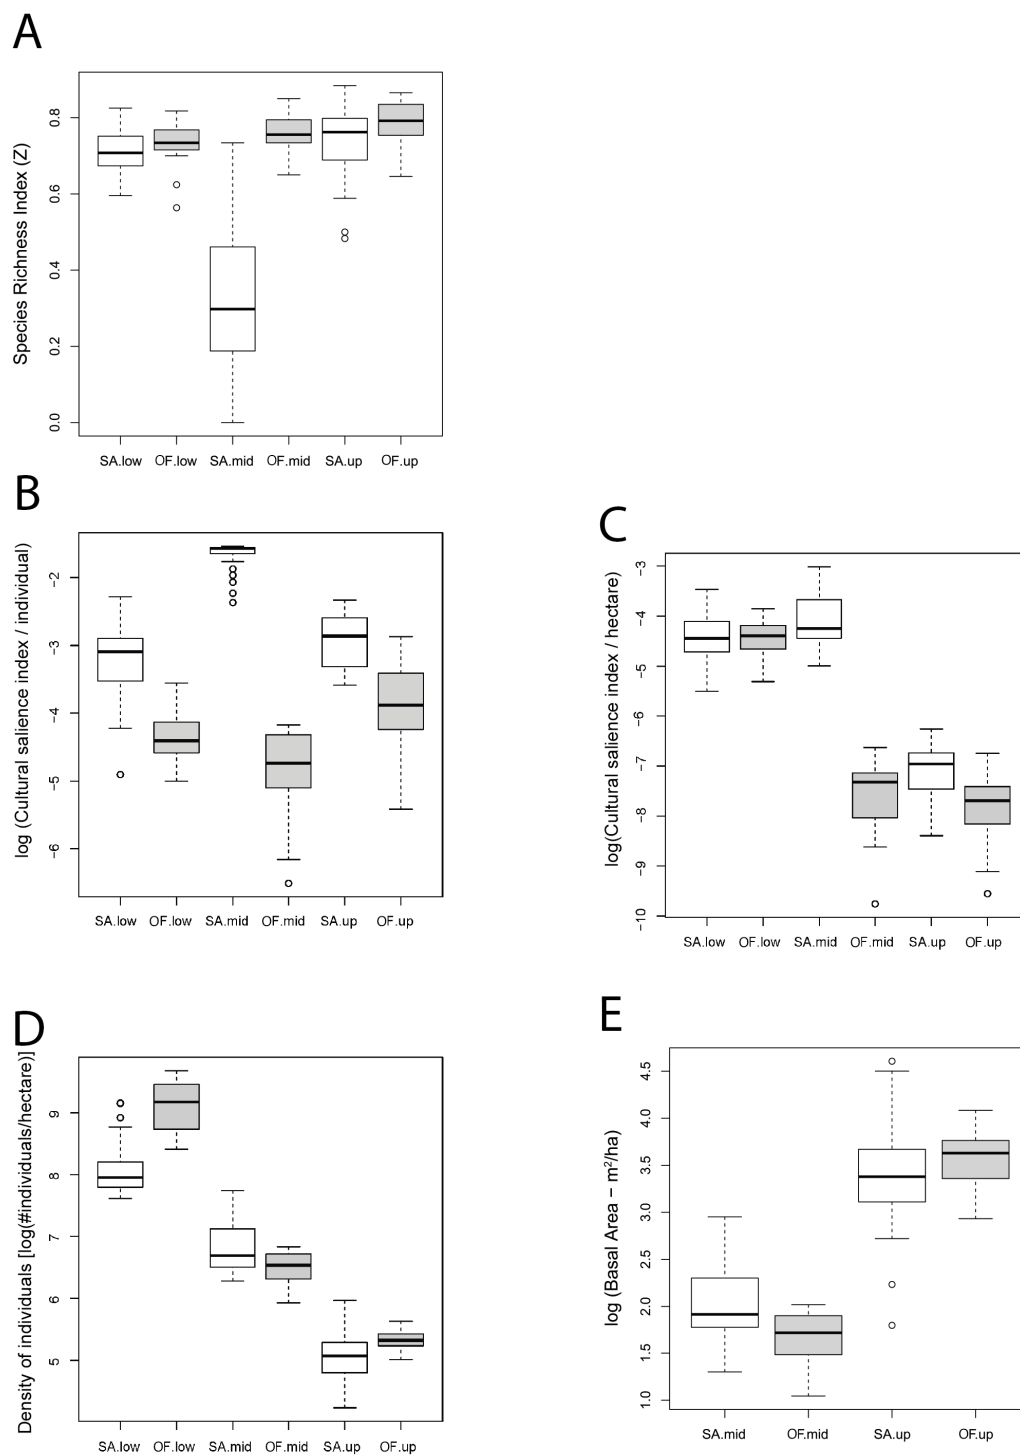 A
Species Richness Index (Z)
0.8
0.6
0.4
0.2
0.0
SA.low OF.low SA.mid OF.mid SA.up OF.up
B
log (Cultural salience index / individual)
−2
−3
−4
−5
−6
SA.low OF.low SA.mid OF.mid SA.up OF.up
C
log(Cultural salience index / hectare)
−3
−4
−5
−6
−7
−8
−9
−10
SA.low OF.low SA.mid OF.mid SA.up OF.up
D
Density of individuals [log(#individuals/hectare)]
9
8
7
6
5
SA.low OF.low SA.mid OF.mid SA.up OF.up
E
log (Basal Area − m²/ha)
4.5
4.0
3.5
3.0
2.5
2.0
1.5
1.0
SA.mid OF.mid SA.up OF.up